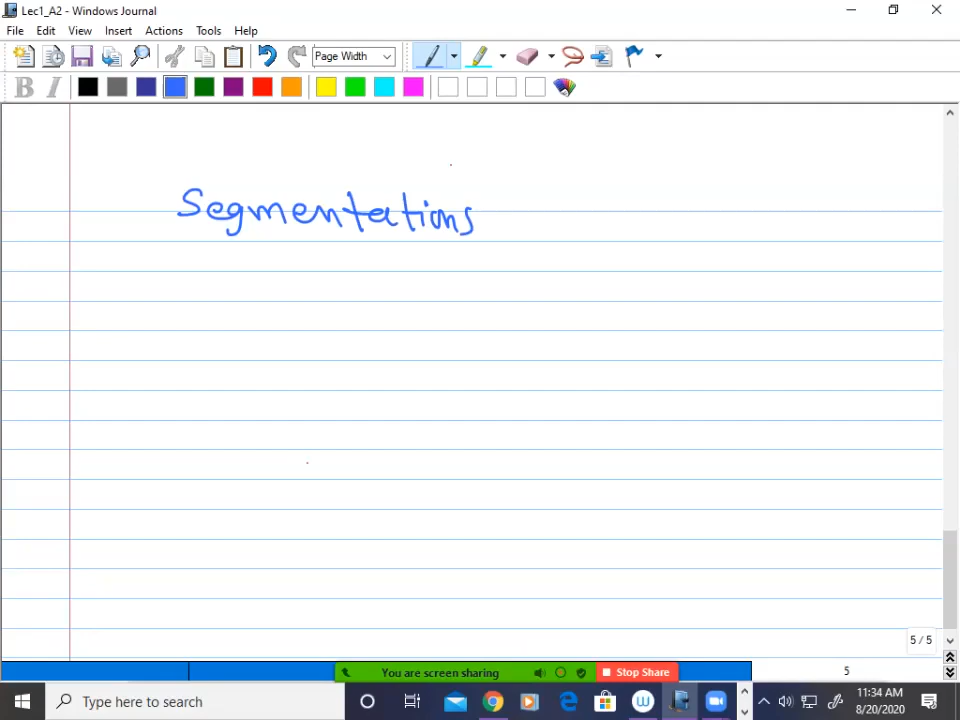 Lec1_A2 - Windows Journal
File Edit View Insert Actions Tools Help
Page Width
B I
Segmentations
5 / 5
You are screen sharing Stop Share 5
Type here to search
11:34 AM
8/20/2020